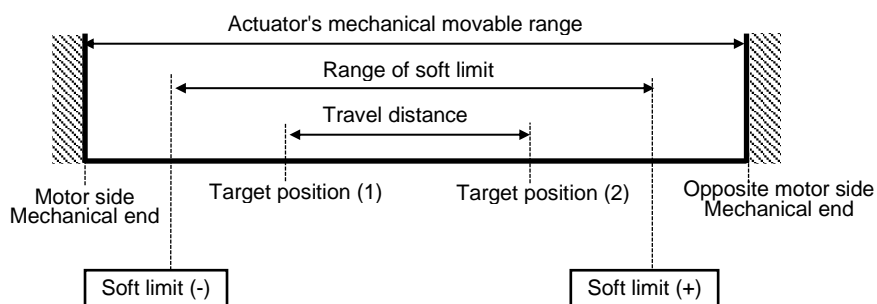 Actuator's mechanical movable range
Range of soft limit
Travel distance
Motor side
Mechanical end
Target position (1)
Target position (2)
Opposite motor side
Mechanical end
Soft limit (-)
Soft limit (+)